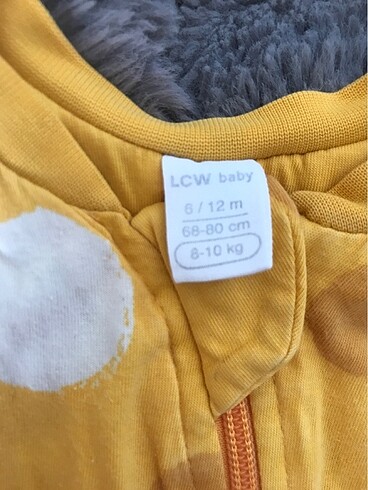 LCW baby
6 / 12 m
68-80 cm
8-10 kg